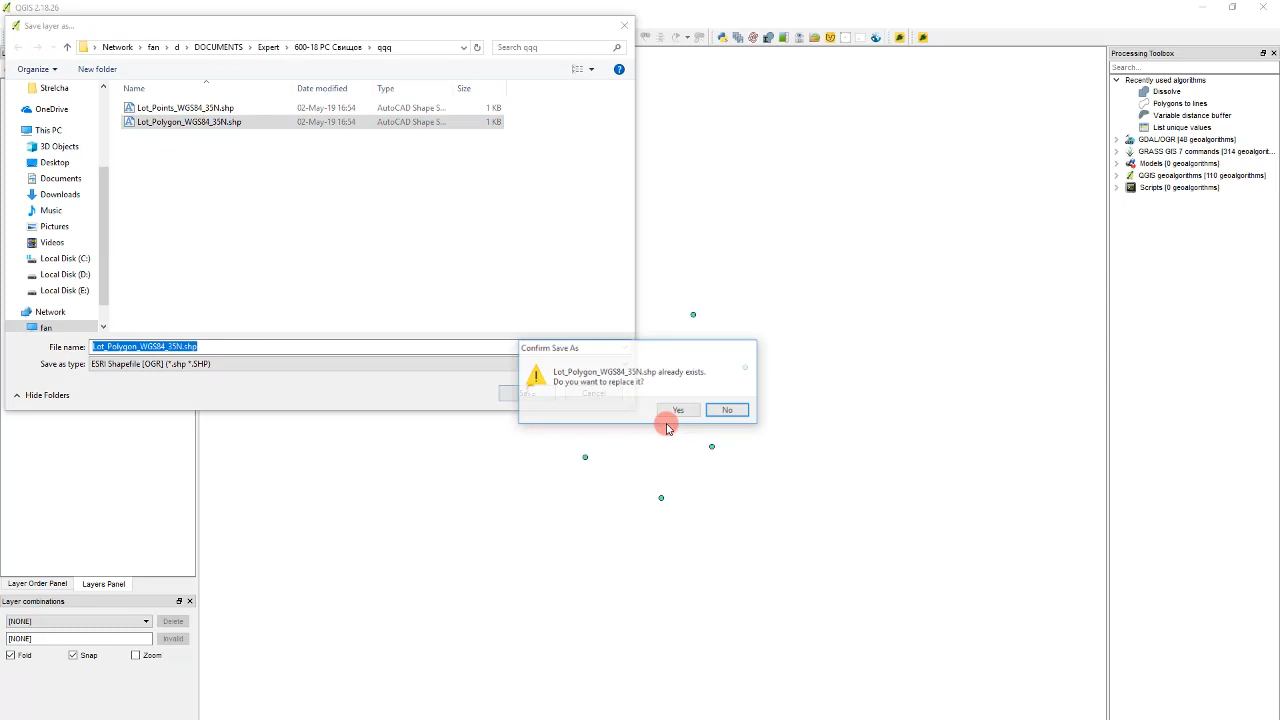 QGIS 2.18.26
Save layer as...
Network › fan › d › DOCUMENTS › Expert › 600-18 PC Свищов › qqq
Search qqq
Organize
New folder
Strelcha
OneDrive
This PC
3D Objects
Desktop
Documents
Downloads
Music
Pictures
Videos
Local Disk (C:)
Local Disk (D:)
Local Disk (E:)
Network
fan
Name Date modified Type Size
Lot_Points_WGS84_35N.shp 02-May-19 16:54 AutoCAD Shape S... 1 KB
Lot_Polygon_WGS84_35N.shp 02-May-19 16:54 AutoCAD Shape S... 1 KB
File name: Lot_Polygon_WGS84_35N.shp
Save as type: ESRI Shapefile [OGR] (*.shp *.SHP)
Hide Folders
Save
Cancel
Confirm Save As
Lot_Polygon_WGS84_35N.shp already exists.
Do you want to replace it?
Yes
No
Processing Toolbox
Search...
Recently used algorithms
Dissolve
Polygons to lines
Variable distance buffer
List unique values
GDAL/OGR [48 geoalgorithms]
GRASS GIS 7 commands [314 geoalgorit...
Models [0 geoalgorithms]
QGIS geoalgorithms [110 geoalgorithms]
Scripts [0 geoalgorithms]
Layer Order Panel
Layers Panel
Layer combinations
[NONE]
Delete
[NONE]
Invalid
Fold
Snap
Zoom